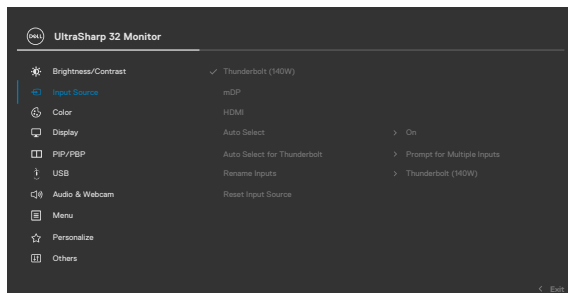 DELL UltraSharp 32 Monitor
Brightness/Contrast Thunderbolt (140W)
Input Source mDP
Color HDMI
Display Auto Select On
PIP/PBP Auto Select for Thunderbolt Prompt for Multiple Inputs
USB Rename Inputs Thunderbolt (140W)
Audio & Webcam Reset Input Source
Menu
Personalize
Others
Exit